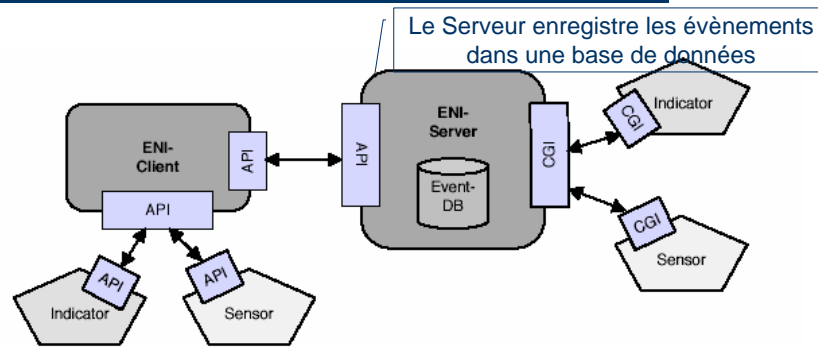 Le Serveur enregistre les évènements
dans une base de données
ENI-
Client
API
API
API
Indicator
API
Sensor
API
ENI-
Server
Event-
DB
CGI
CGI
Indicator
CGI
Sensor